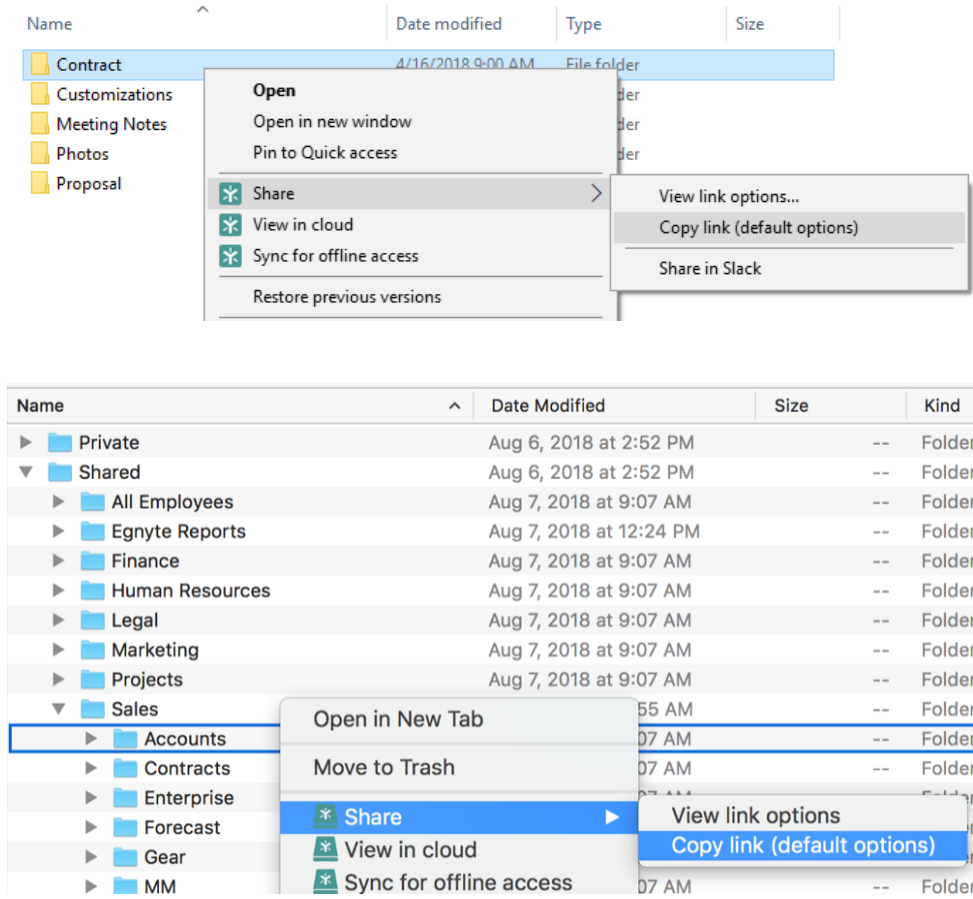 Name Date modified Type Size
Contract 4/16/2018 9:00 AM File folder
Customizations
Meeting Notes
Photos
Proposal
Open
Open in new window
Pin to Quick access
Share
View in cloud
Sync for offline access
Restore previous versions
View link options...
Copy link (default options)
Share in Slack
Name Date Modified Size Kind
Private Aug 6, 2018 at 2:52 PM -- Folder
Shared Aug 6, 2018 at 2:52 PM -- Folder
All Employees Aug 7, 2018 at 9:07 AM -- Folder
Egnyte Reports Aug 7, 2018 at 12:24 PM -- Folder
Finance Aug 7, 2018 at 9:07 AM -- Folder
Human Resources Aug 7, 2018 at 9:07 AM -- Folder
Legal Aug 7, 2018 at 9:07 AM -- Folder
Marketing Aug 7, 2018 at 9:07 AM -- Folder
Projects Aug 7, 2018 at 9:07 AM -- Folder
Sales 55 AM -- Folder
Accounts 07 AM -- Folder
Contracts 07 AM -- Folder
Enterprise
Forecast
Gear
MM 07 AM -- Folder
Open in New Tab
Move to Trash
Share
View in cloud
Sync for offline access
View link options
Copy link (default options)